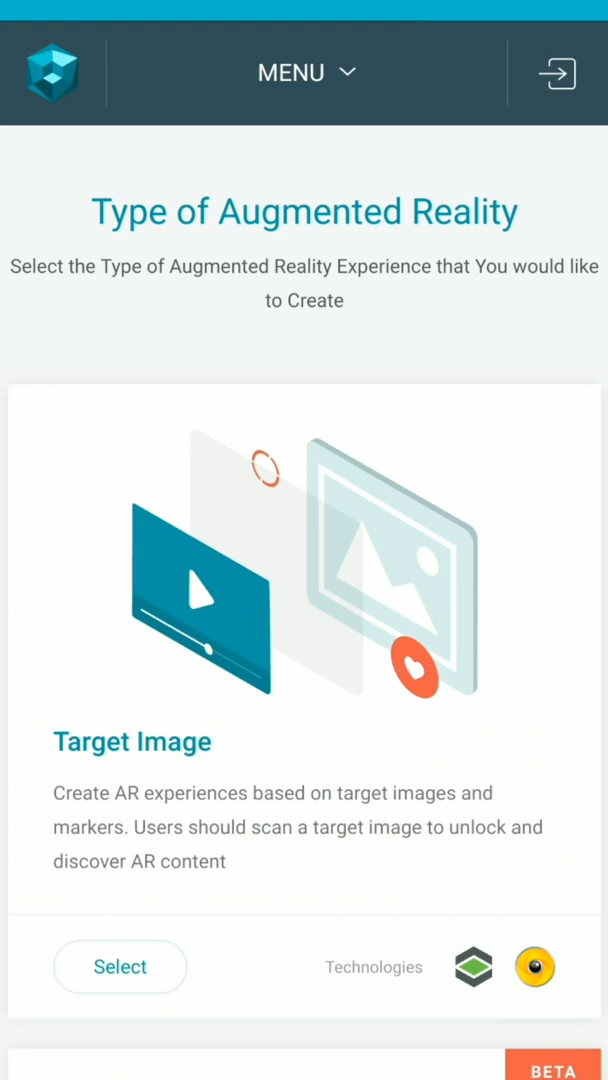 MENU
Type of Augmented Reality
Select the Type of Augmented Reality Experience that You would like
to Create
Target Image
Create AR experiences based on target images and
markers. Users should scan a target image to unlock and
discover AR content
Select
Technologies
BETA